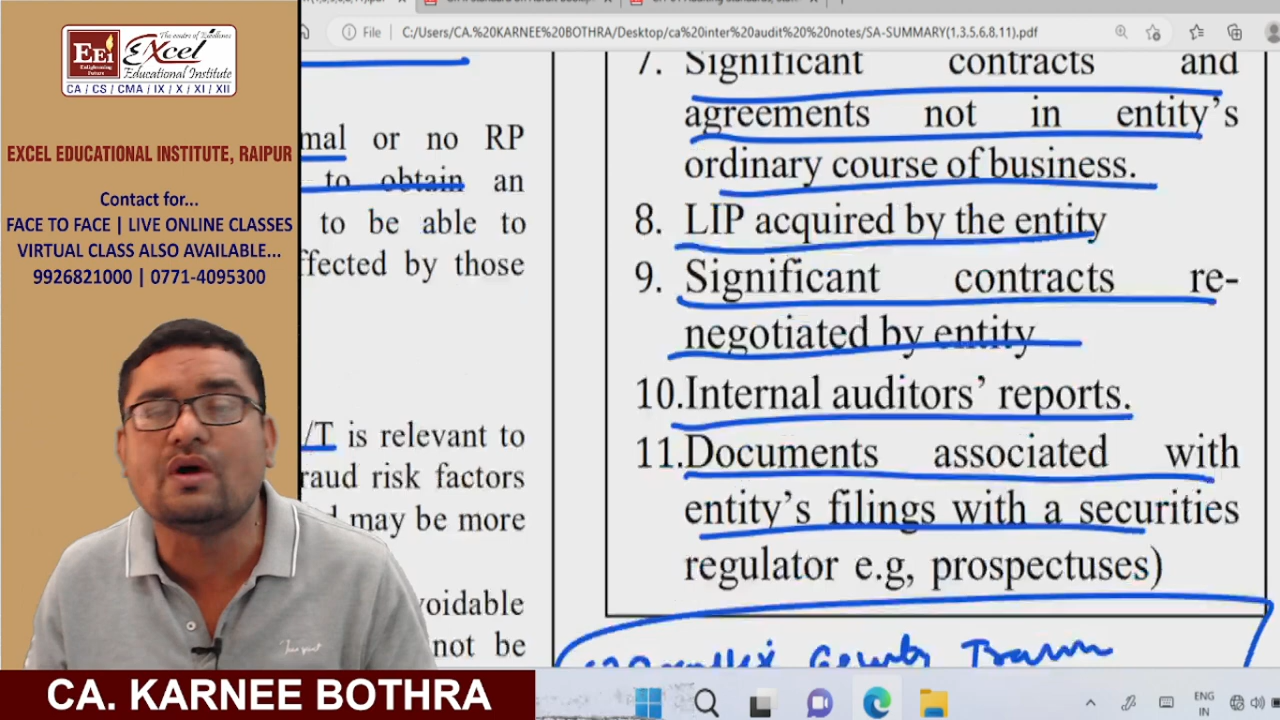 File C:/Users/CA.%20KARNEE%20BOTHRA/Desktop/ca%20inter%20audit%20%20notes/SA-SUMMARY(1.3.5.6.8.11).pdf
EEi
The centre of Excellence
Excel
Educational Institute
CA / CS / CMA / IX / X / XI / XII
EXCEL EDUCATIONAL INSTITUTE, RAIPUR
Contact for...
FACE TO FACE | LIVE ONLINE CLASSES
VIRTUAL CLASS ALSO AVAILABLE...
9926821000 | 0771-4095300
mal or no RP
to obtain an
to be able to
ffected by those
/T is relevant to
raud risk factors
may be more
voidable
not be
7. Significant contracts and
agreements not in entity's
ordinary course of business.
8. LIP acquired by the entity
9. Significant contracts re-
negotiated by entity
10.Internal auditors' reports.
11.Documents associated with
entity's filings with a securities
regulator e.g, prospectuses)
CA. KARNEE BOTHRA
ENG
IN